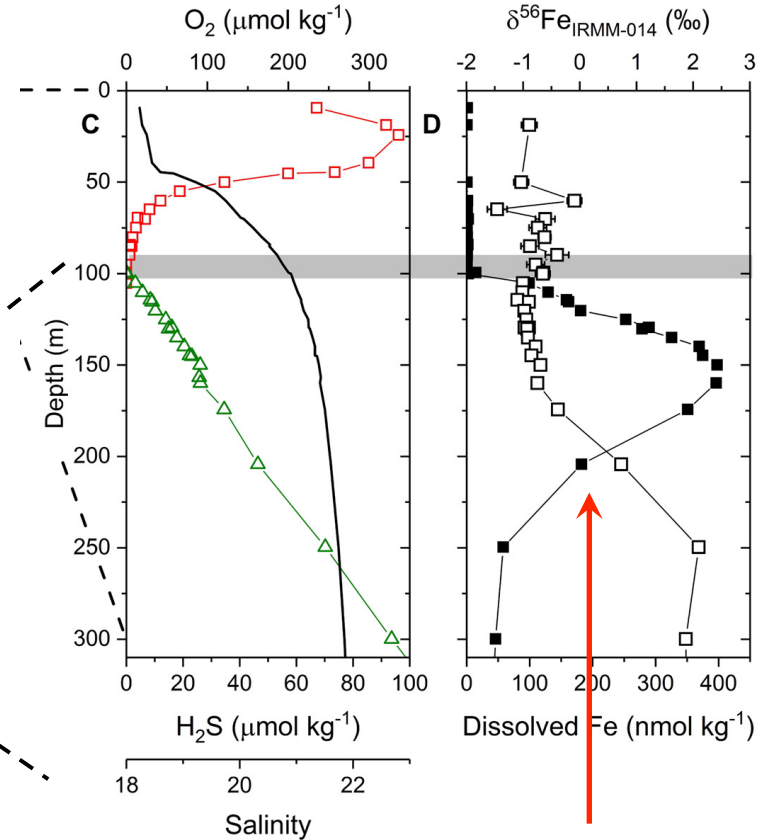 O₂ (μmol kg⁻¹)
δ⁵⁶Fe_IRMM-014 (‰)
0 100 200 300
-2 -1 0 1 2 3
0
C
D
50
100
150
200
250
300
Depth (m)
0 20 40 60 80 100
0 100 200 300 400
H₂S (μmol kg⁻¹)
Dissolved Fe (nmol kg⁻¹)
18 20 22
Salinity